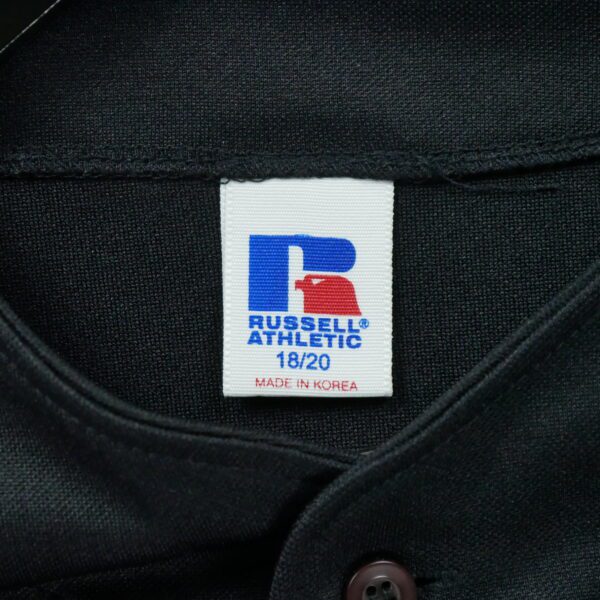 RUSSELL®
ATHLETIC
18/20
MADE IN KOREA